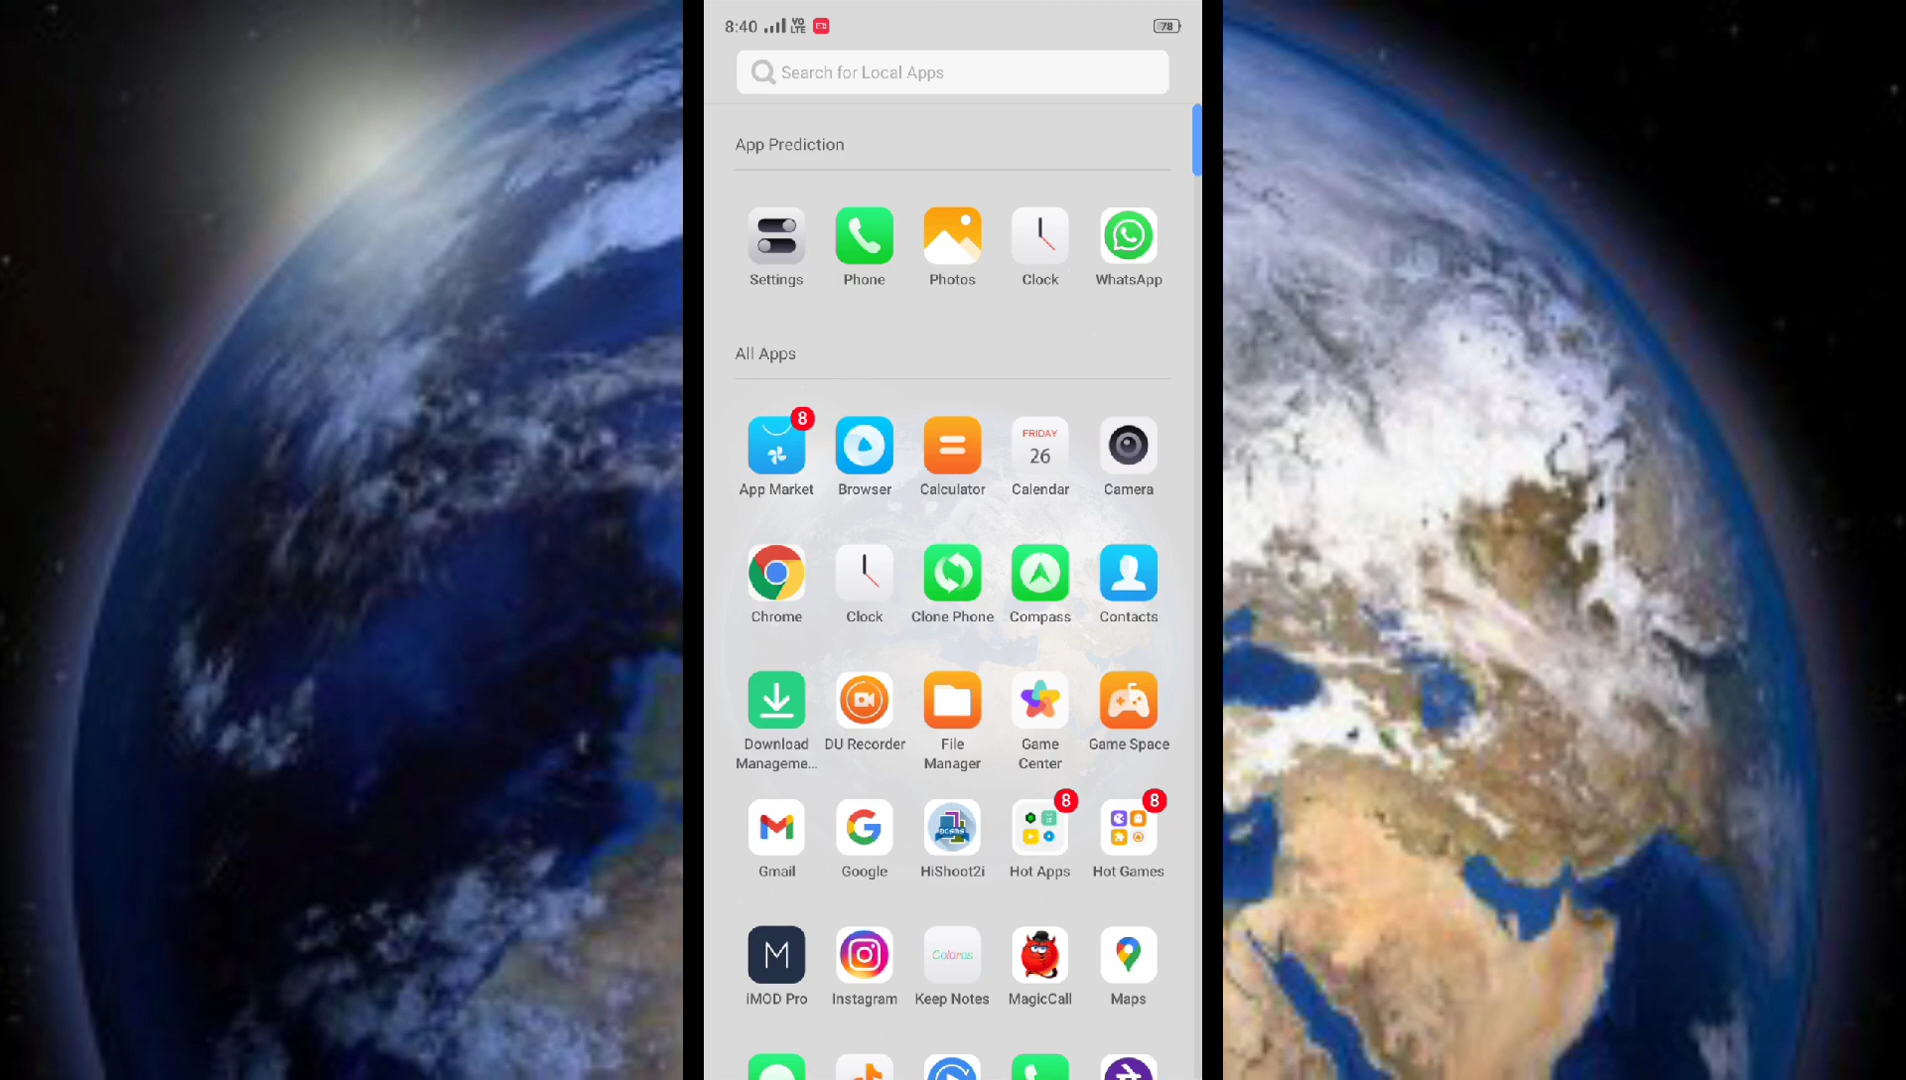 8:40 VO LTE 78
Search for Local Apps
App Prediction
Settings Phone Photos Clock WhatsApp
All Apps
8
FRIDAY
26
App Market Browser Calculator Calendar Camera
Chrome Clock Clone Phone Compass Contacts
Download Manageme... DU Recorder File Manager Game Center Game Space
8 8
Gmail Google HiShoot2i Hot Apps Hot Games
M Coloros
iMOD Pro Instagram Keep Notes MagicCall Maps